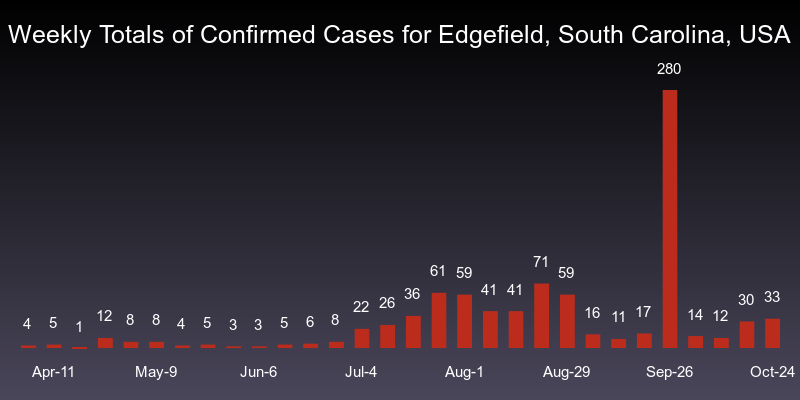 Weekly Totals of Confirmed Cases for Edgefield, South Carolina, USA
280
4 5 1 12 8 8 4 5 3 3 5 6 8 22 26 36 61 59 41 41 71 59 16 11 17 14 12 30 33
Apr-11 May-9 Jun-6 Jul-4 Aug-1 Aug-29 Sep-26 Oct-24